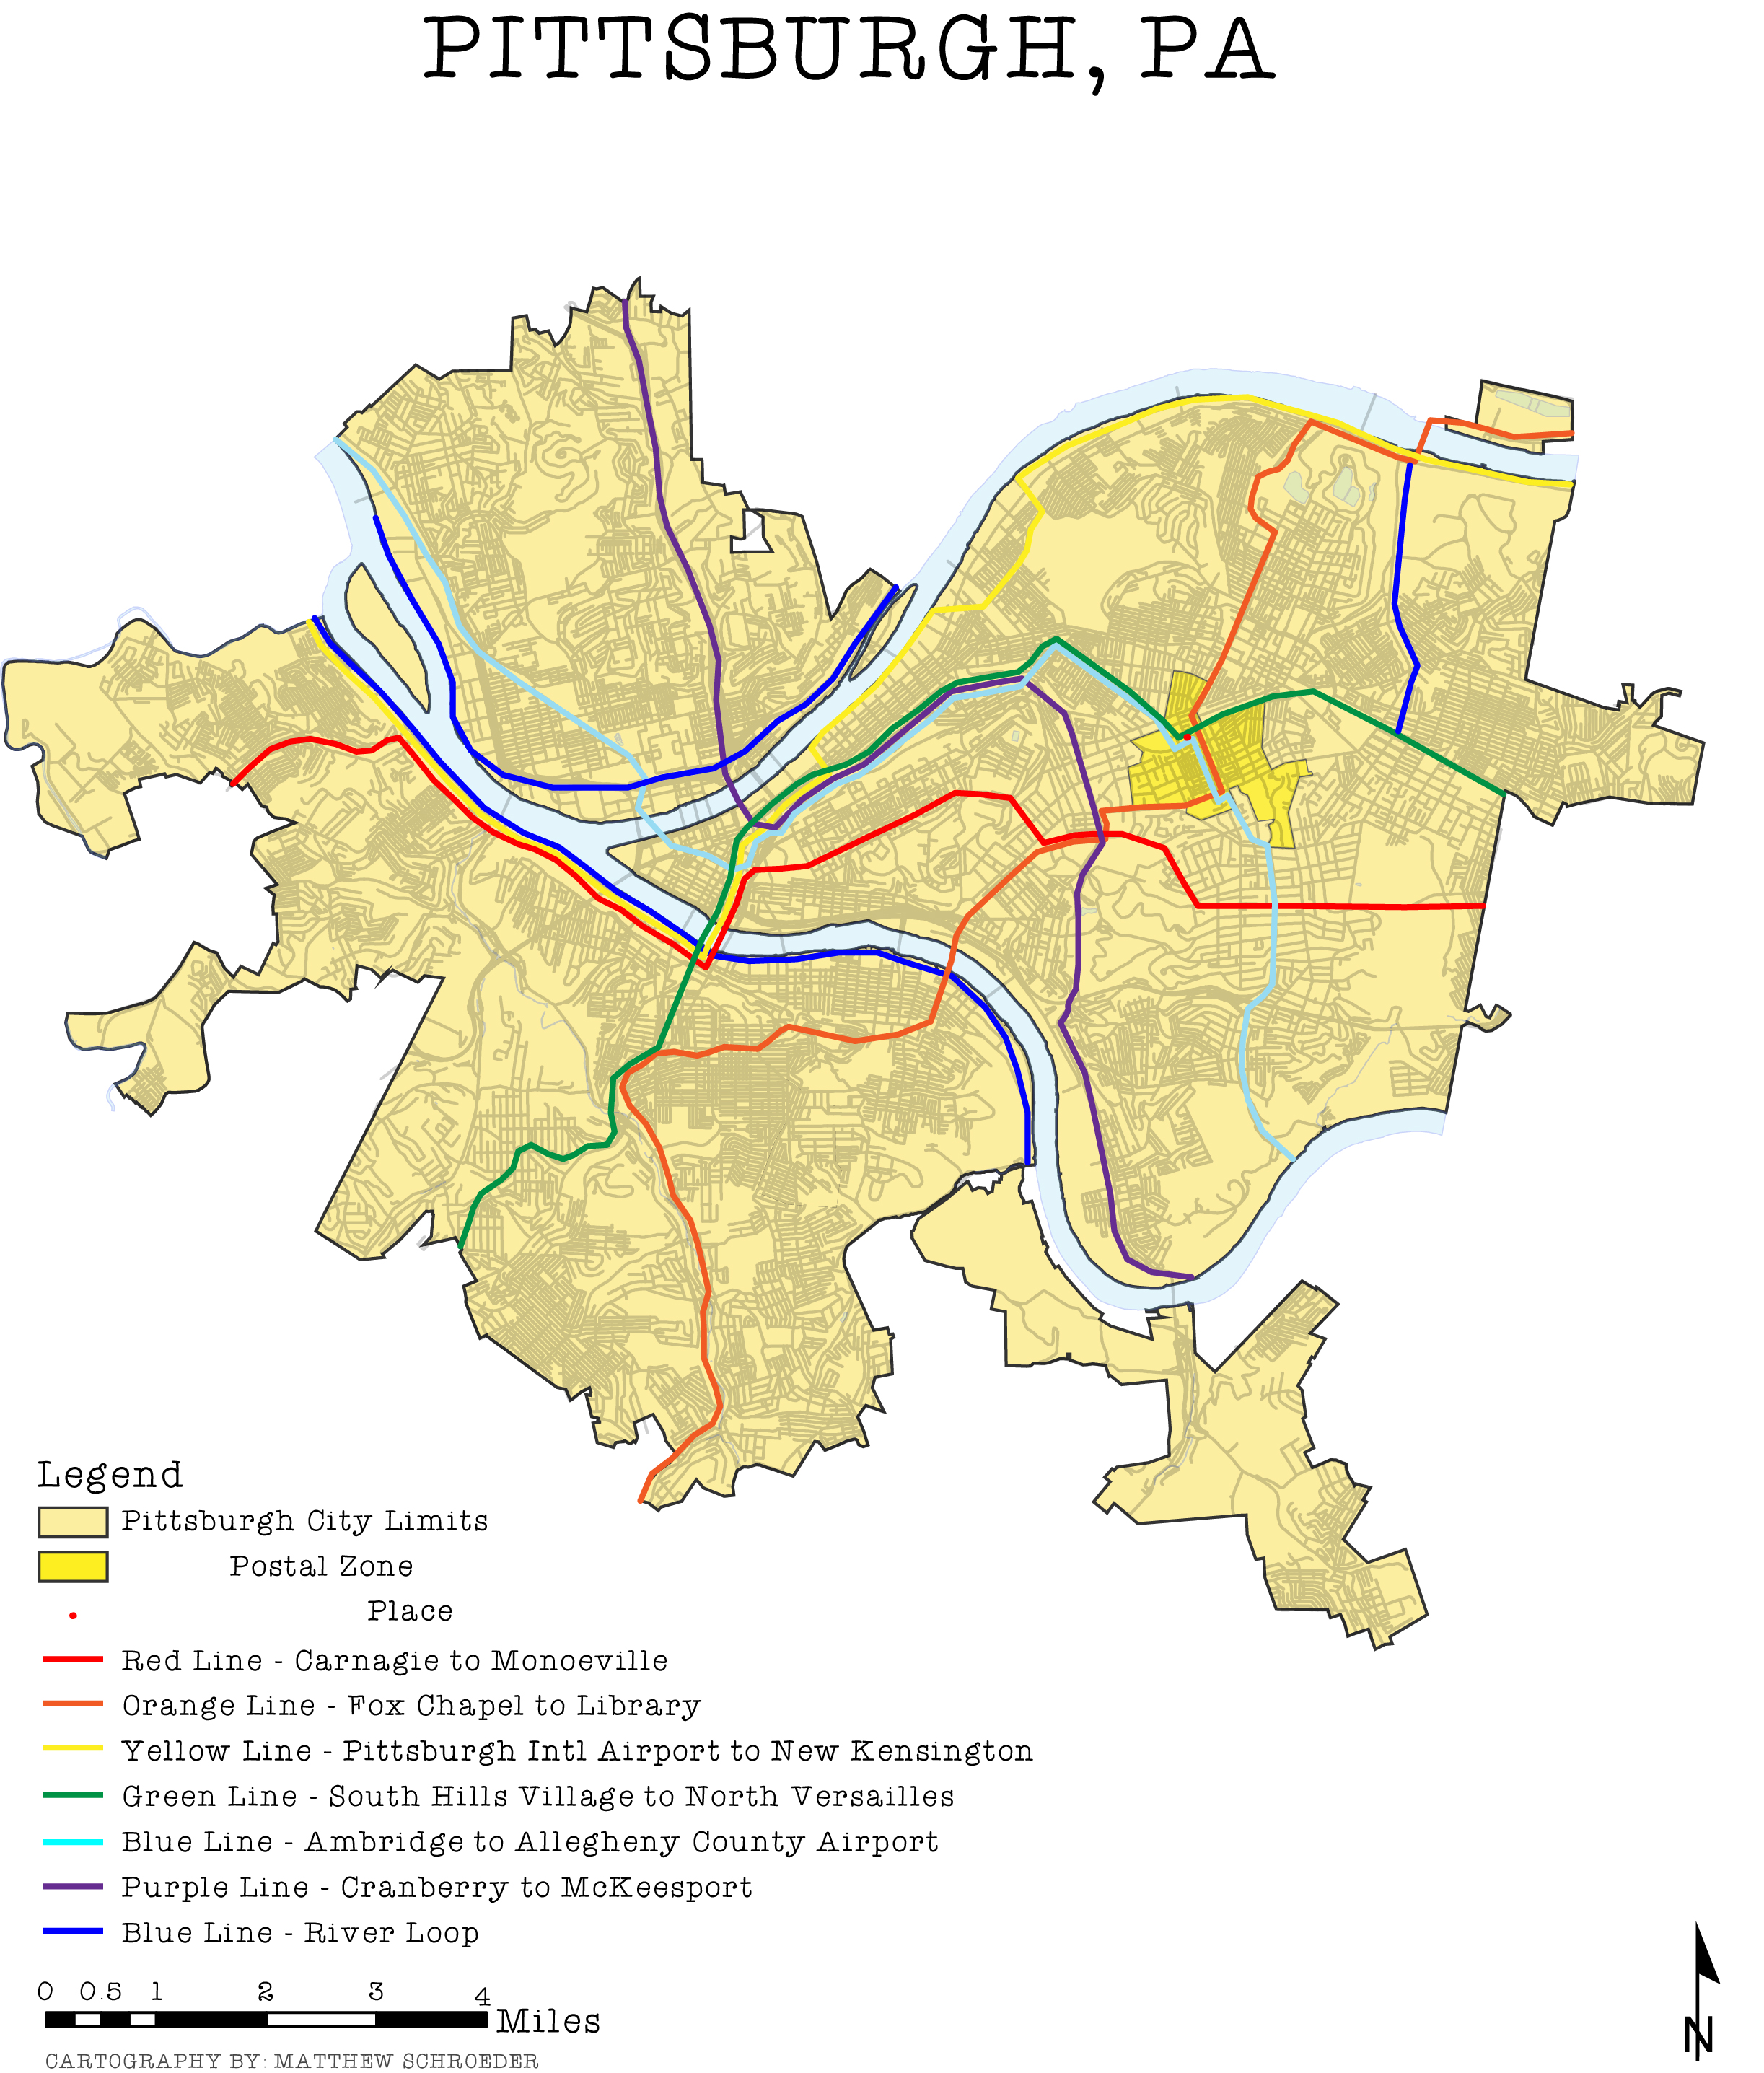 PITTSBURGH, PA
Legend
Pittsburgh City Limits
Postal Zone
Place
Red Line - Carnagie to Monoeville
Orange Line - Fox Chapel to Library
Yellow Line - Pittsburgh Intl Airport to New Kensington
Green Line - South Hills Village to North Versailles
Blue Line - Ambridge to Allegheny County Airport
Purple Line - Cranberry to McKeesport
Blue Line - River Loop
0 0.5 1 2 3 4
Miles
CARTOGRAPHY BY: MATTHEW SCHROEDER
N